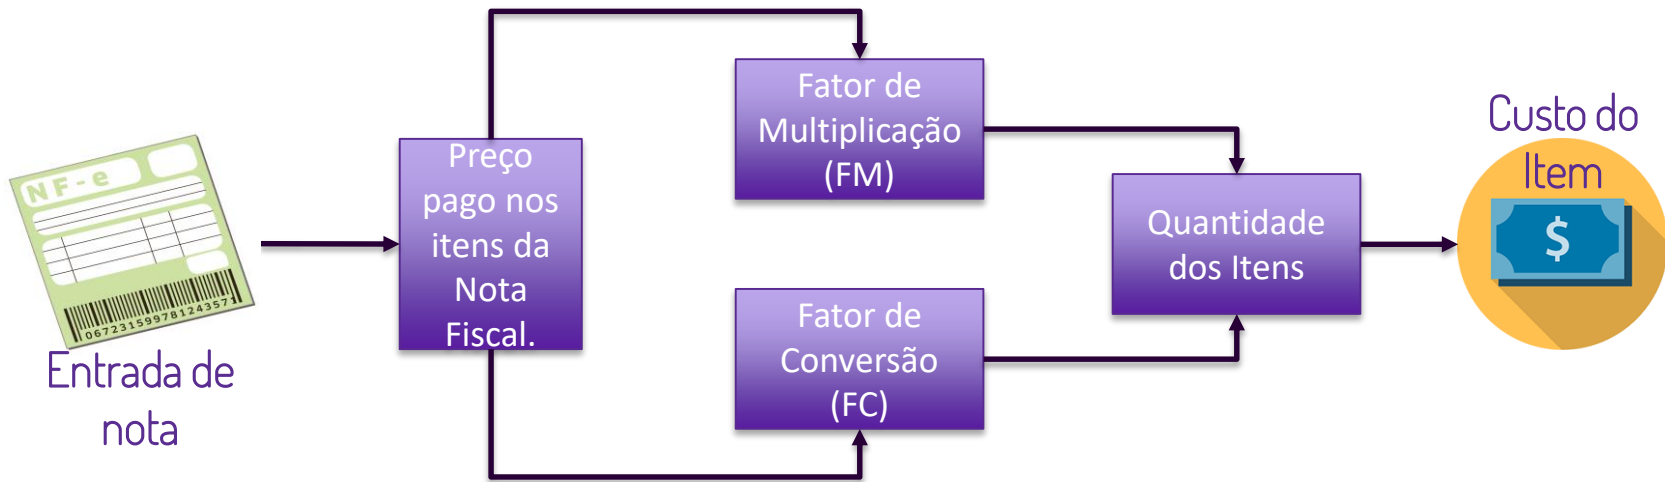 NF-e
067231599781243571
Entrada de
nota
Preço
pago nos
itens da
Nota
Fiscal.
Fator de
Multiplicação
(FM)
Fator de
Conversão
(FC)
Quantidade
dos Itens
Custo do
Item
$